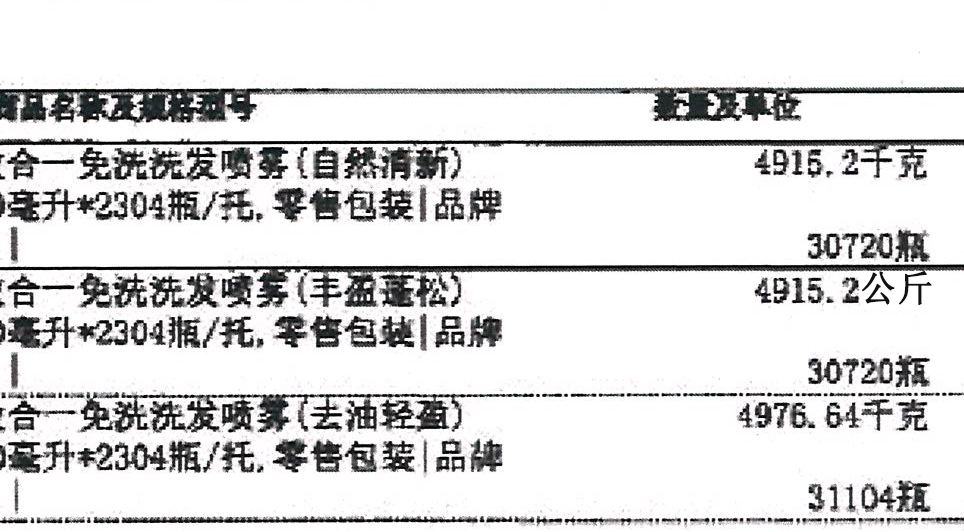 商品名称及规格型号 数量及单位
合一免洗洗发喷雾(自然清新) 4915.2千克
0毫升*2304瓶/托,零售包装|品牌
| 30720瓶
合一免洗洗发喷雾(丰盈蓬松) 4915.2公斤
0毫升*2304瓶/托,零售包装|品牌
| 30720瓶
合一免洗洗发喷雾(去油轻盈) 4976.64千克
0毫升*2304瓶/托,零售包装|品牌
| 31104瓶